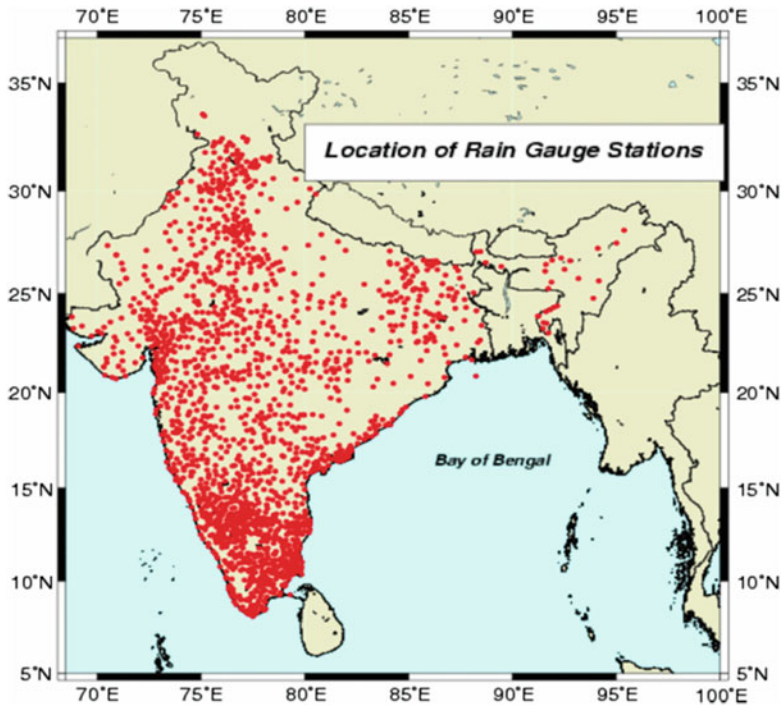 70˚E 75˚E 80˚E 85˚E 90˚E 95˚E 100˚E
35˚N 35˚N
Location of Rain Gauge Stations
30˚N 30˚N
25˚N 25˚N
20˚N 20˚N
Bay of Bengal
15˚N 15˚N
10˚N 10˚N
5˚N 5˚N
70˚E 75˚E 80˚E 85˚E 90˚E 95˚E 100˚E